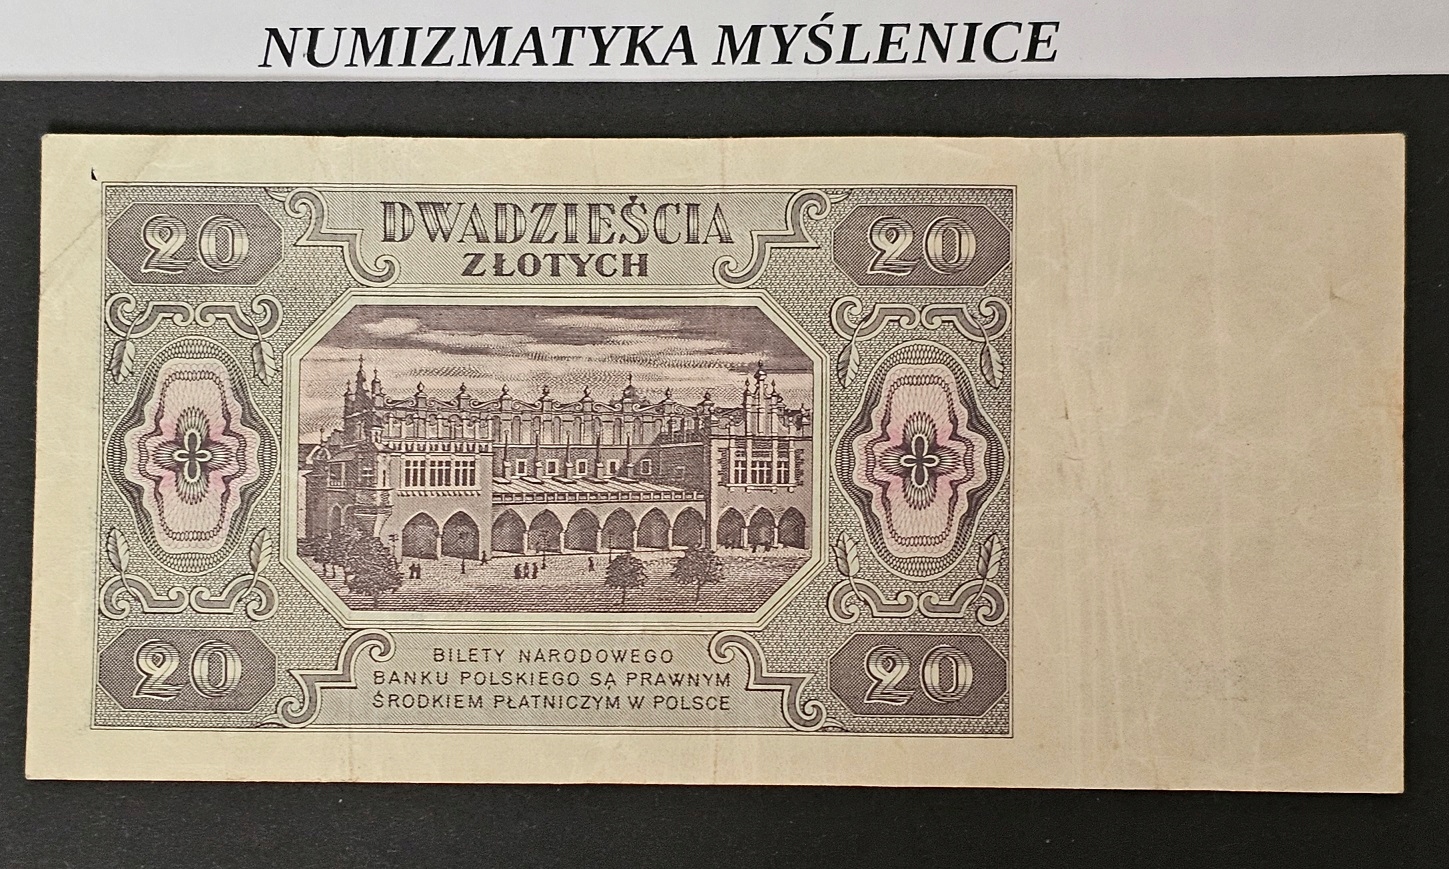 NUMIZMATYKA MYŚLENICE
20 DWADZIEŚCIA 20
ZŁOTYCH
20 BILETY NARODOWEGO 20
BANKU POLSKIEGO SĄ PRAWNYM
ŚRODKIEM PŁATNICZYM W POLSCE